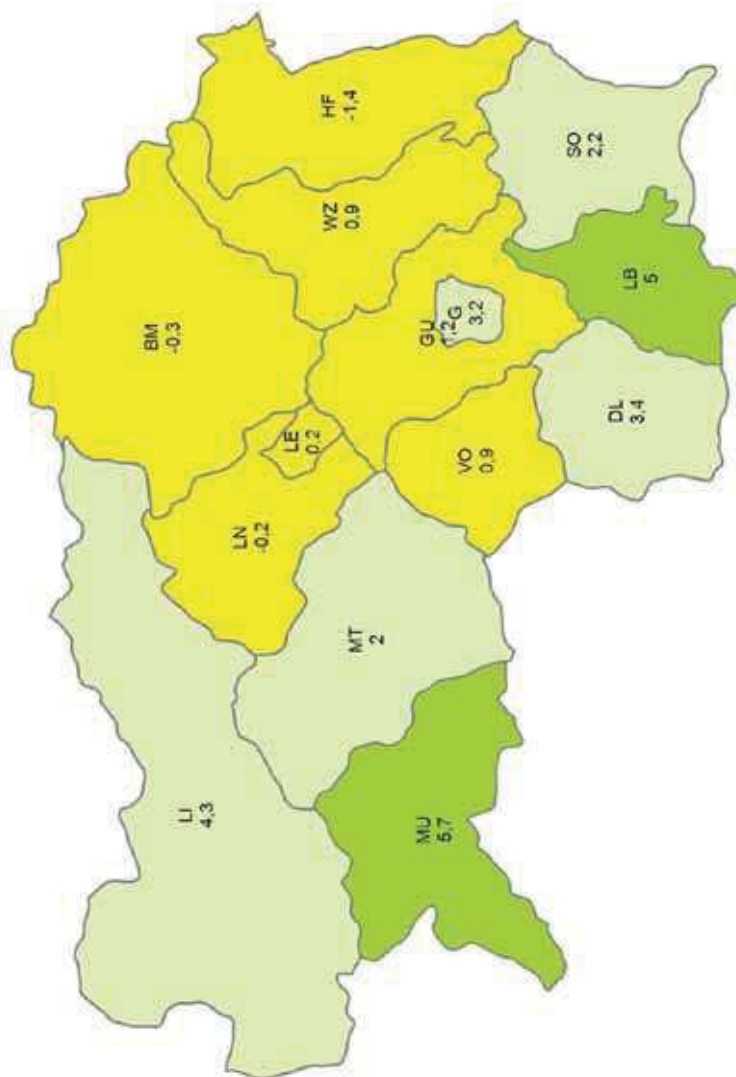 BM
-0,3
LI
4,3
LN
-0,2
LE
0,2
HF
-1,4
WZ
0,9
MT
2
MU
5,7
GU
1,2
G
3,2
VO
0,9
SO
2,2
DL
3,4
LB
5